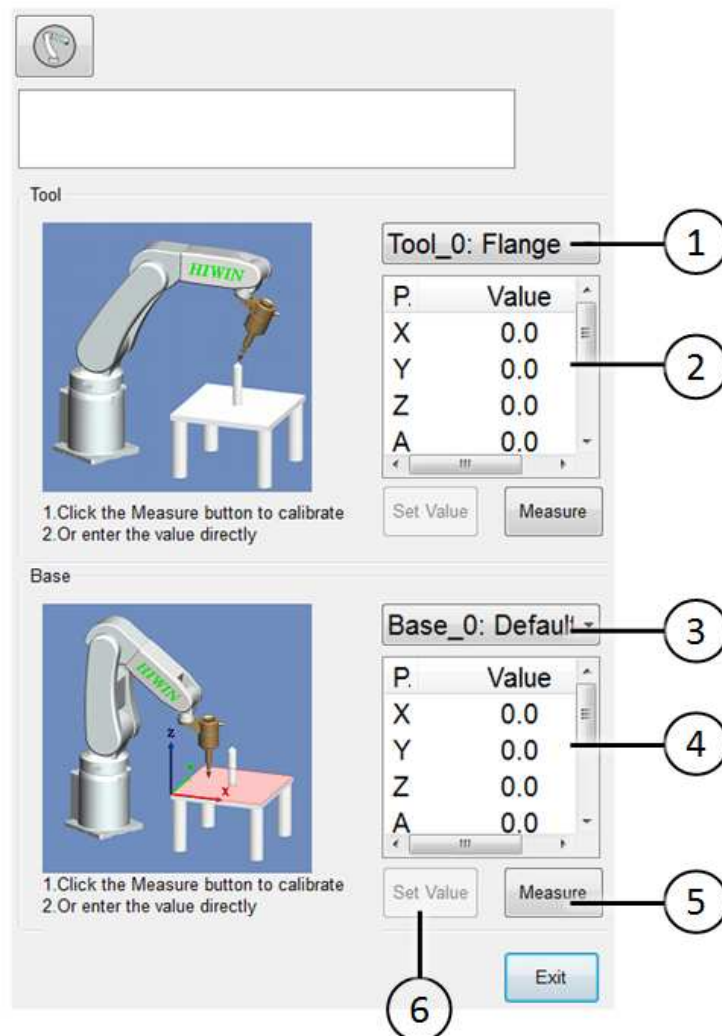 Tool
HIWIN
Tool_0: Flange
1
P. Value
X 0.0
Y 0.0
Z 0.0
A 0.0
2
1.Click the Measure button to calibrate
2.Or enter the value directly
Set Value
Measure
Base
HIWIN
Z
X
Base_0: Default
3
P. Value
X 0.0
Y 0.0
Z 0.0
A 0.0
4
1.Click the Measure button to calibrate
2.Or enter the value directly
Set Value
Measure
5
Exit
6